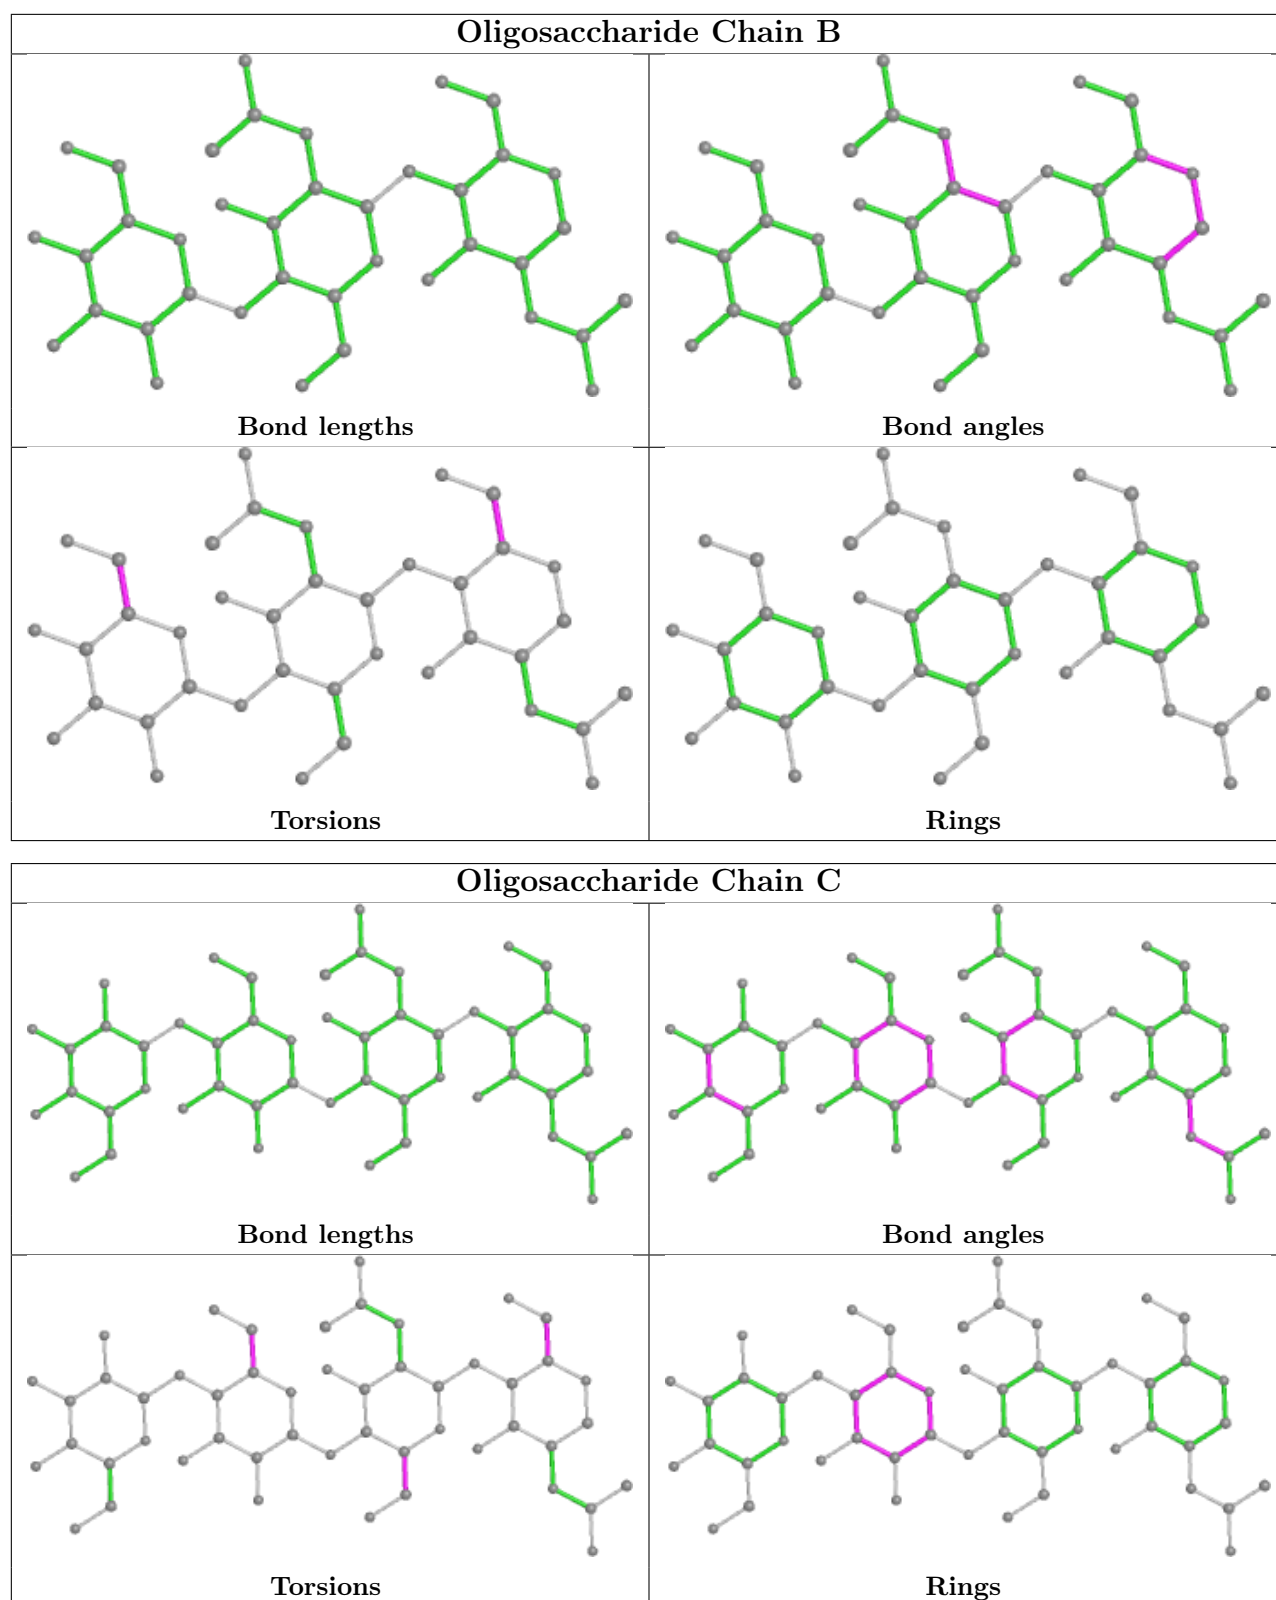 Oligosaccharide Chain B
Bond lengths
Bond angles
Torsions
Rings
Oligosaccharide Chain C
Bond lengths
Bond angles
Torsions
Rings